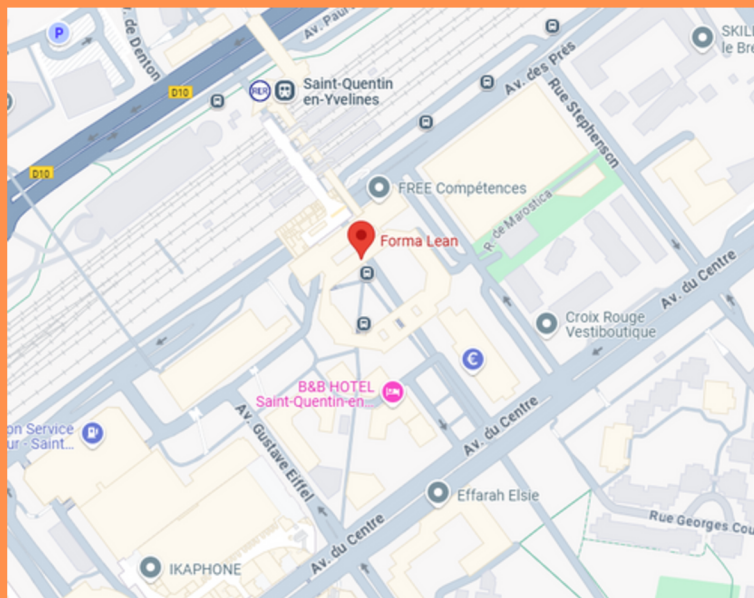 Av. Paul
. de Denton
P
SKILL
le Bre
D10
RER
Saint-Quentin
en-Yvelines
Av. des Prés
Rue Stephenson
D10
FREE Compétences
R. de Marostica
Forma Lean
Av. du Centre
Croix Rouge
Vestiboutique
€
B&B HOTEL
Saint-Quentin-en...
on Service
ur - Saint...
Av. Gustave Eiffel
Av. du Centre
Effarah Elsie
Rue Georges Cou
Av. du Centre
IKAPHONE